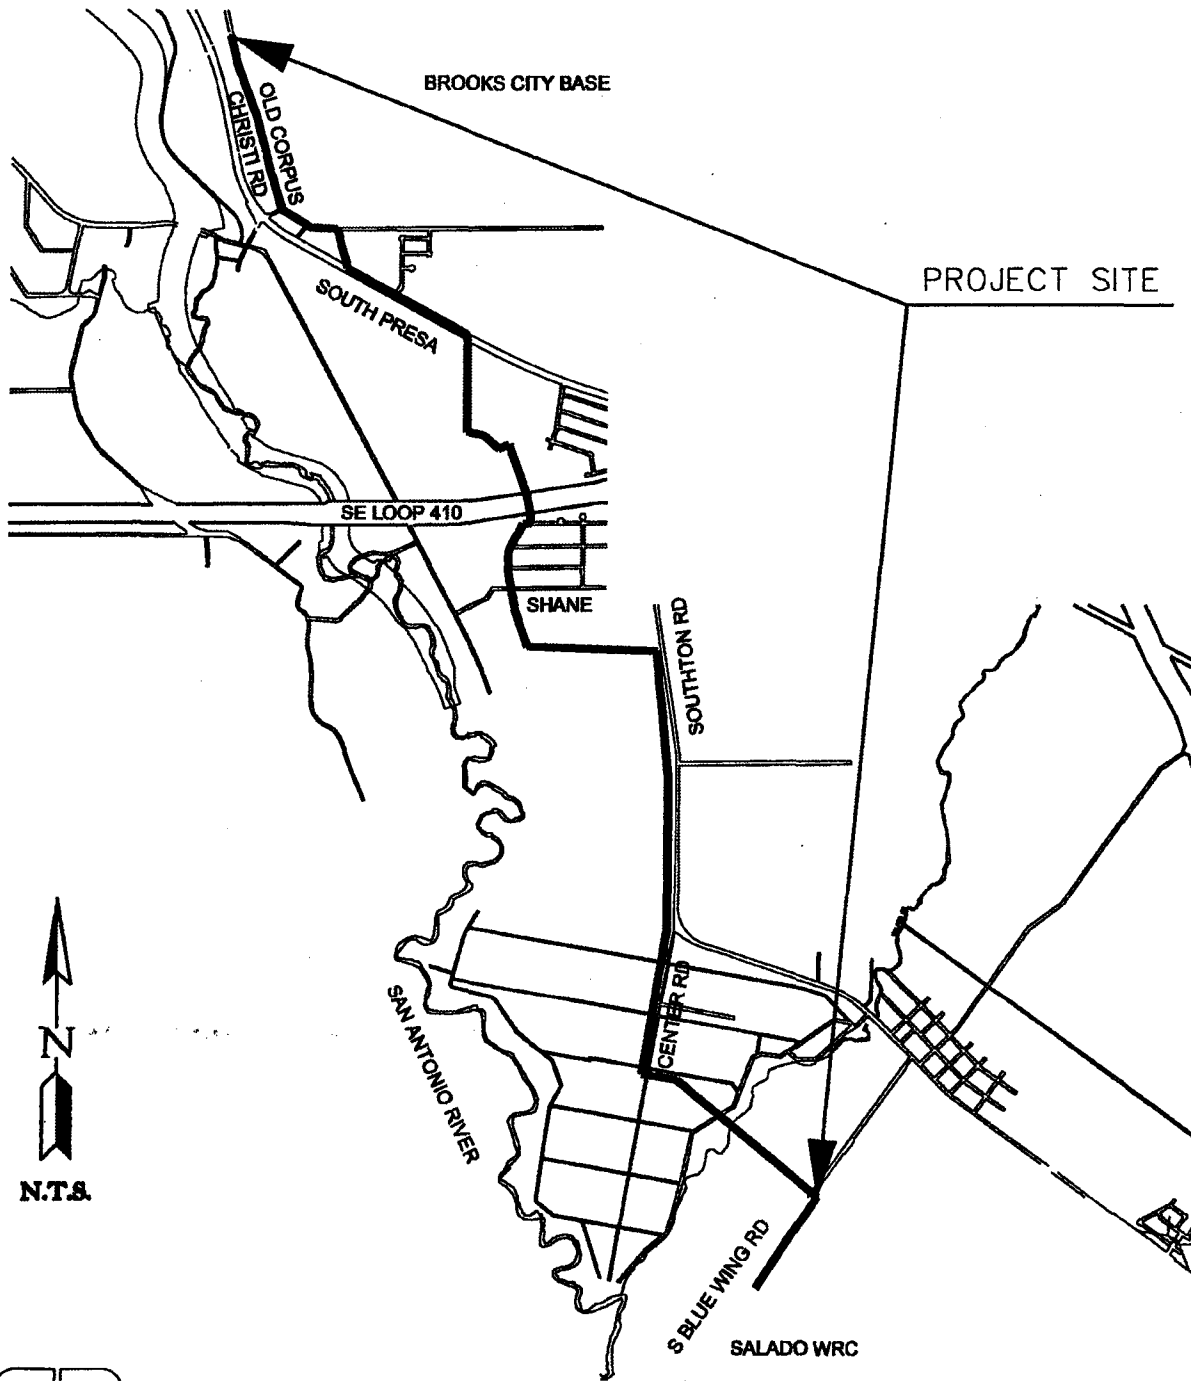 BROOKS CITY BASE
OLD CORPUS
CHRISTI RD
PROJECT SITE
SOUTH PRESA
SE LOOP 410
SHANE
SOUTHTON RD
CENTER RD
SAN ANTONIO RIVER
N
N.T.S.
S BLUE WING RD
SALADO WRC